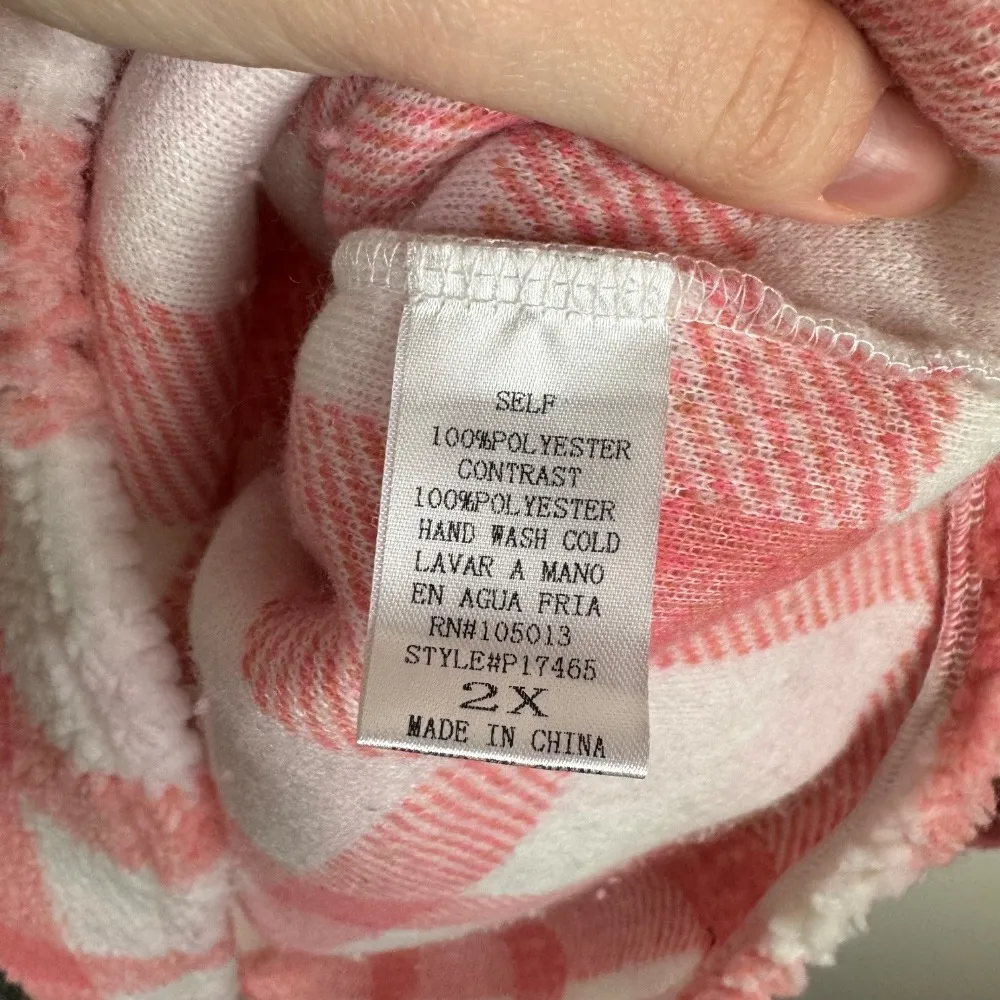 SELF
100%POLYESTER
CONTRAST
100%POLYESTER
HAND WASH COLD
LAVAR A MANO
EN AGUA FRIA
RN#105013
STYLE#P17465
2X
MADE IN CHINA